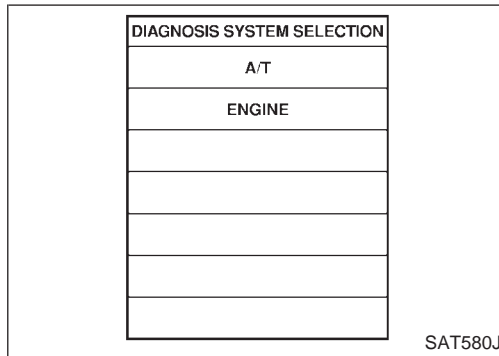 DIAGNOSIS SYSTEM SELECTION
A/T
ENGINE
SAT580J